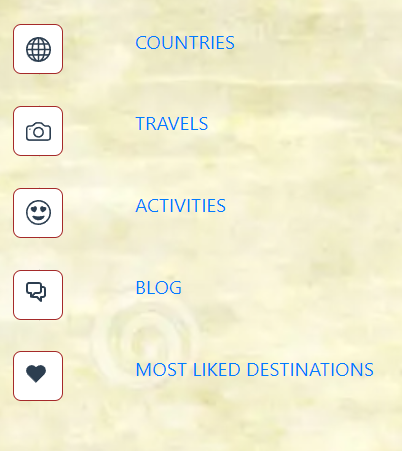 COUNTRIES
TRAVELS
ACTIVITIES
BLOG
MOST LIKED DESTINATIONS